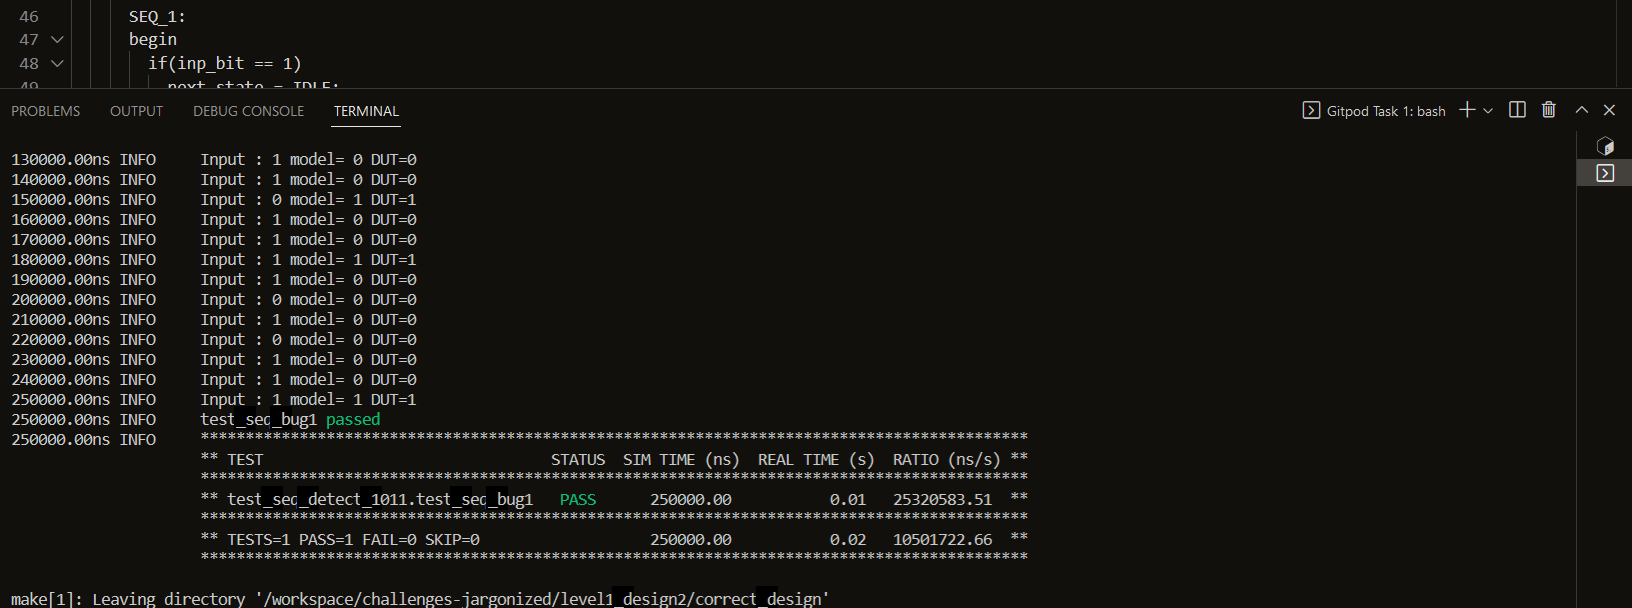 46 SEQ_1:
47 begin
48 if(inp_bit == 1)
49 next_state = IDLE;
PROBLEMS OUTPUT DEBUG CONSOLE TERMINAL Gitpod Task 1: bash
130000.00ns INFO Input : 1 model= 0 DUT=0
140000.00ns INFO Input : 1 model= 0 DUT=0
150000.00ns INFO Input : 0 model= 1 DUT=1
160000.00ns INFO Input : 1 model= 0 DUT=0
170000.00ns INFO Input : 1 model= 0 DUT=0
180000.00ns INFO Input : 1 model= 1 DUT=1
190000.00ns INFO Input : 1 model= 0 DUT=0
200000.00ns INFO Input : 0 model= 0 DUT=0
210000.00ns INFO Input : 1 model= 0 DUT=0
220000.00ns INFO Input : 0 model= 0 DUT=0
230000.00ns INFO Input : 1 model= 0 DUT=0
240000.00ns INFO Input : 1 model= 0 DUT=0
250000.00ns INFO Input : 1 model= 1 DUT=1
250000.00ns INFO test_seq_bug1 passed
250000.00ns INFO ********************************************************************************************
** TEST STATUS SIM TIME (ns) REAL TIME (s) RATIO (ns/s) **
********************************************************************************************
** test_seq_detect_1011.test_seq_bug1 PASS 250000.00 0.01 25320583.51 **
********************************************************************************************
** TESTS=1 PASS=1 FAIL=0 SKIP=0 250000.00 0.02 10501722.66 **
********************************************************************************************
make[1]: Leaving directory '/workspace/challenges-jargonized/level1_design2/correct_design'